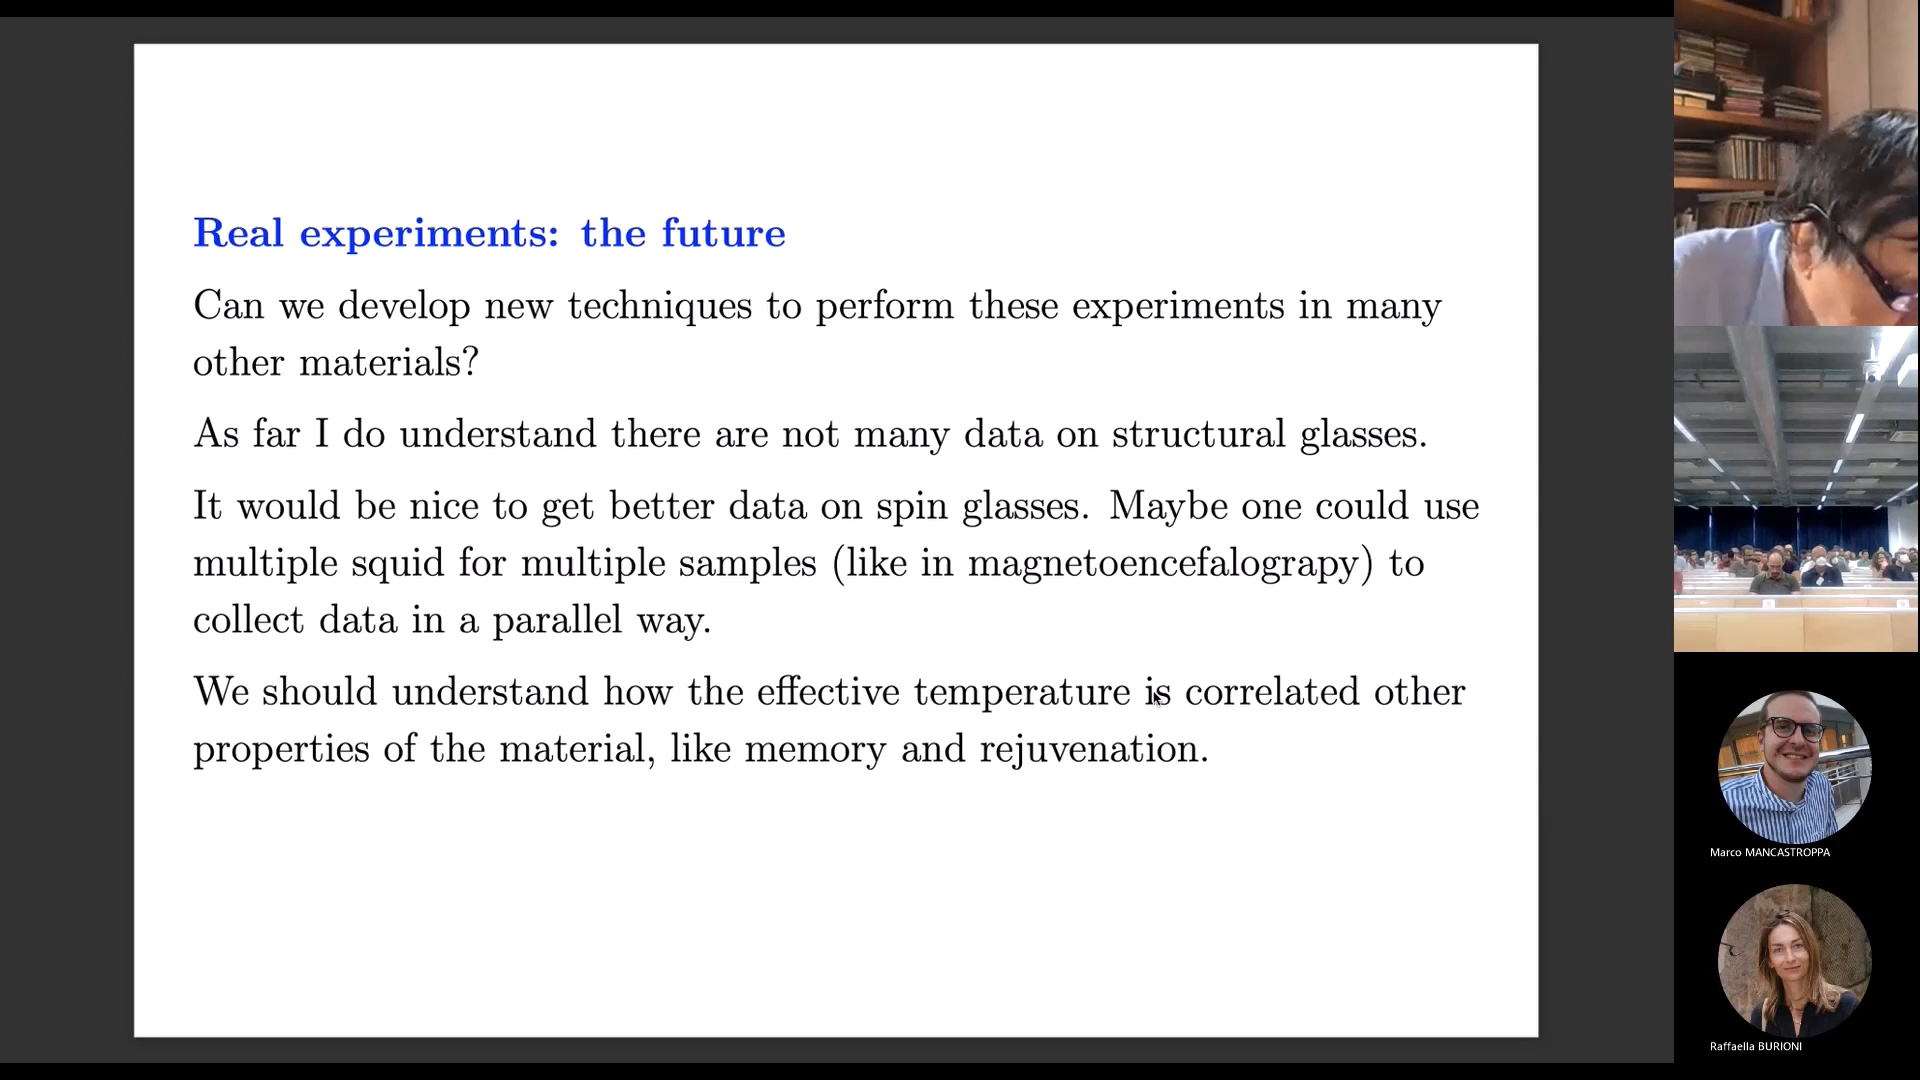 Real experiments: the future
Can we develop new techniques to perform these experiments in many
other materials?
As far I do understand there are not many data on structural glasses.
It would be nice to get better data on spin glasses. Maybe one could use
multiple squid for multiple samples (like in magnetoencefalograpy) to
collect data in a parallel way.
We should understand how the effective temperature is correlated other
properties of the material, like memory and rejuvenation.
Marco MANCASTROPPA
Raffaella BURIONI